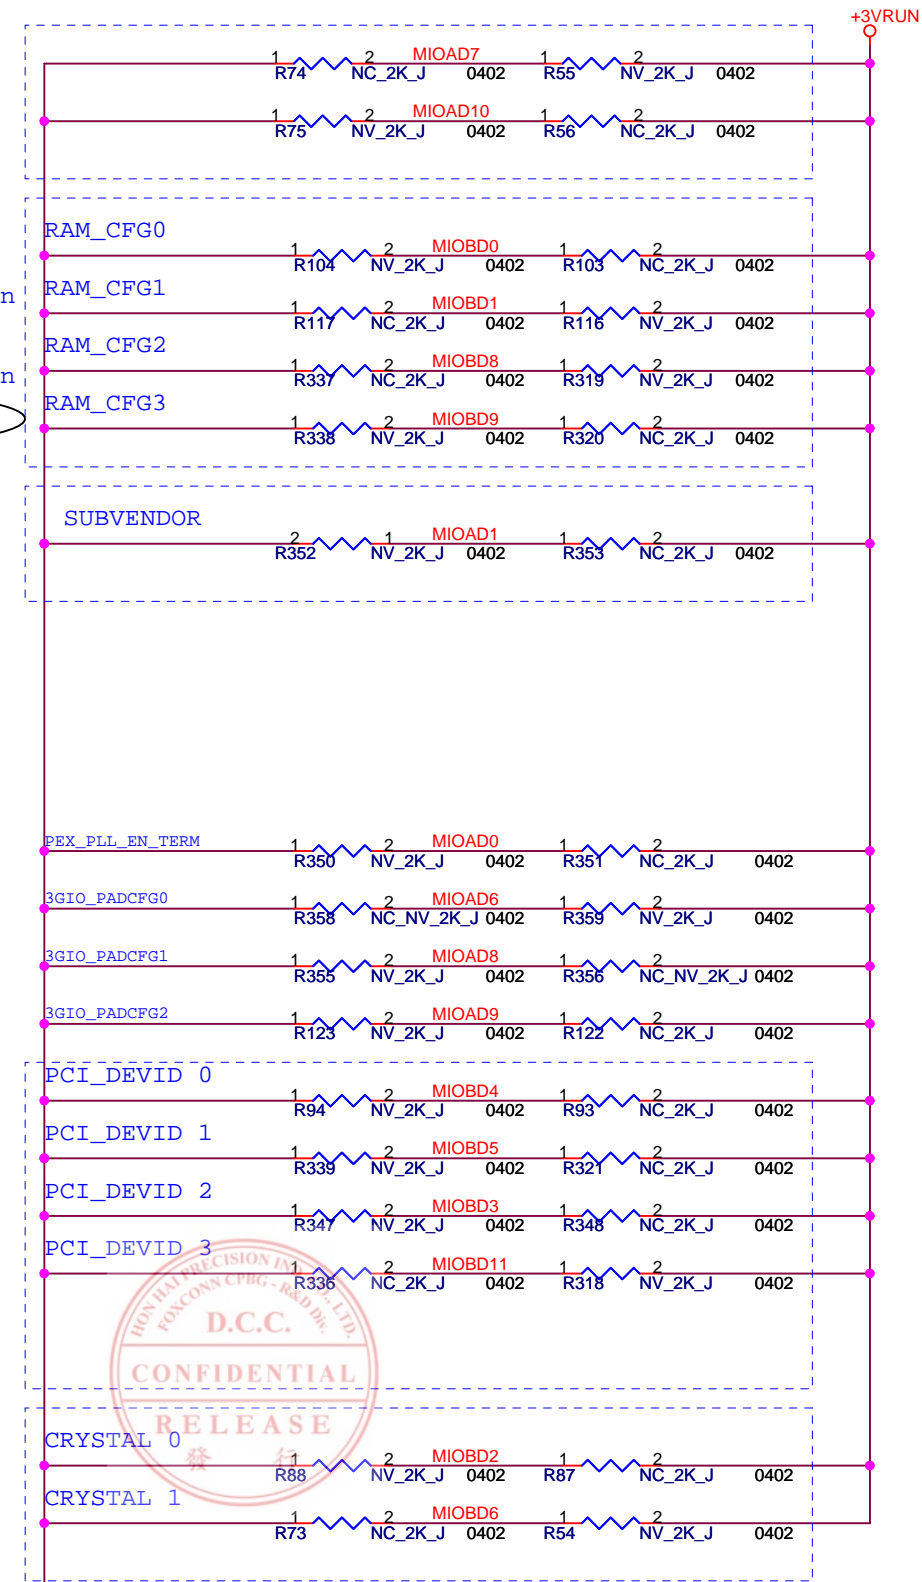 +3VRUN
1 2 MIOAD7 1 2
R74 NC_2K_J 0402 R55 NV_2K_J 0402
1 2 MIOAD10 1 2
R75 NV_2K_J 0402 R56 NC_2K_J 0402
RAM_CFG0
1 2 MIOBD0 1 2
R104 NV_2K_J 0402 R103 NC_2K_J 0402
n RAM_CFG1
1 2 MIOBD1 1 2
R117 NC_2K_J 0402 R116 NV_2K_J 0402
RAM_CFG2
1 2 MIOBD8 1 2
n R337 NC_2K_J 0402 R319 NV_2K_J 0402
RAM_CFG3
1 2 MIOBD9 1 2
R338 NV_2K_J 0402 R320 NC_2K_J 0402
SUBVENDOR
2 1 MIOAD1 1 2
R352 NV_2K_J 0402 R353 NC_2K_J 0402
PEX_PLL_EN_TERM 1 2 MIOAD0 1 2
R350 NV_2K_J 0402 R351 NC_2K_J 0402
3GIO_PADCFG0 1 2 MIOAD6 1 2
R358 NC_NV_2K_J 0402 R359 NV_2K_J 0402
3GIO_PADCFG1 1 2 MIOAD8 1 2
R355 NV_2K_J 0402 R356 NC_NV_2K_J 0402
3GIO_PADCFG2 1 2 MIOAD9 1 2
R123 NV_2K_J 0402 R122 NC_2K_J 0402
PCI_DEVID 0
1 2 MIOBD4 1 2
R94 NV_2K_J 0402 R93 NC_2K_J 0402
PCI_DEVID 1
1 2 MIOBD5 1 2
R339 NV_2K_J 0402 R321 NC_2K_J 0402
PCI_DEVID 2
1 2 MIOBD3 1 2
R347 NV_2K_J 0402 R348 NC_2K_J 0402
PCI_DEVID 3
1 2 MIOBD11 1 2
R336 NC_2K_J 0402 R318 NV_2K_J 0402
HON HAI PRECISION IND. CO., LTD.
FOXCONN CPBG - R&D Div.
D.C.C.
CONFIDENTIAL
RELEASE
發 行
CRYSTAL 0
1 2 MIOBD2 1 2
R88 NV_2K_J 0402 R87 NC_2K_J 0402
CRYSTAL 1
1 2 MIOBD6 1 2
R73 NC_2K_J 0402 R54 NV_2K_J 0402